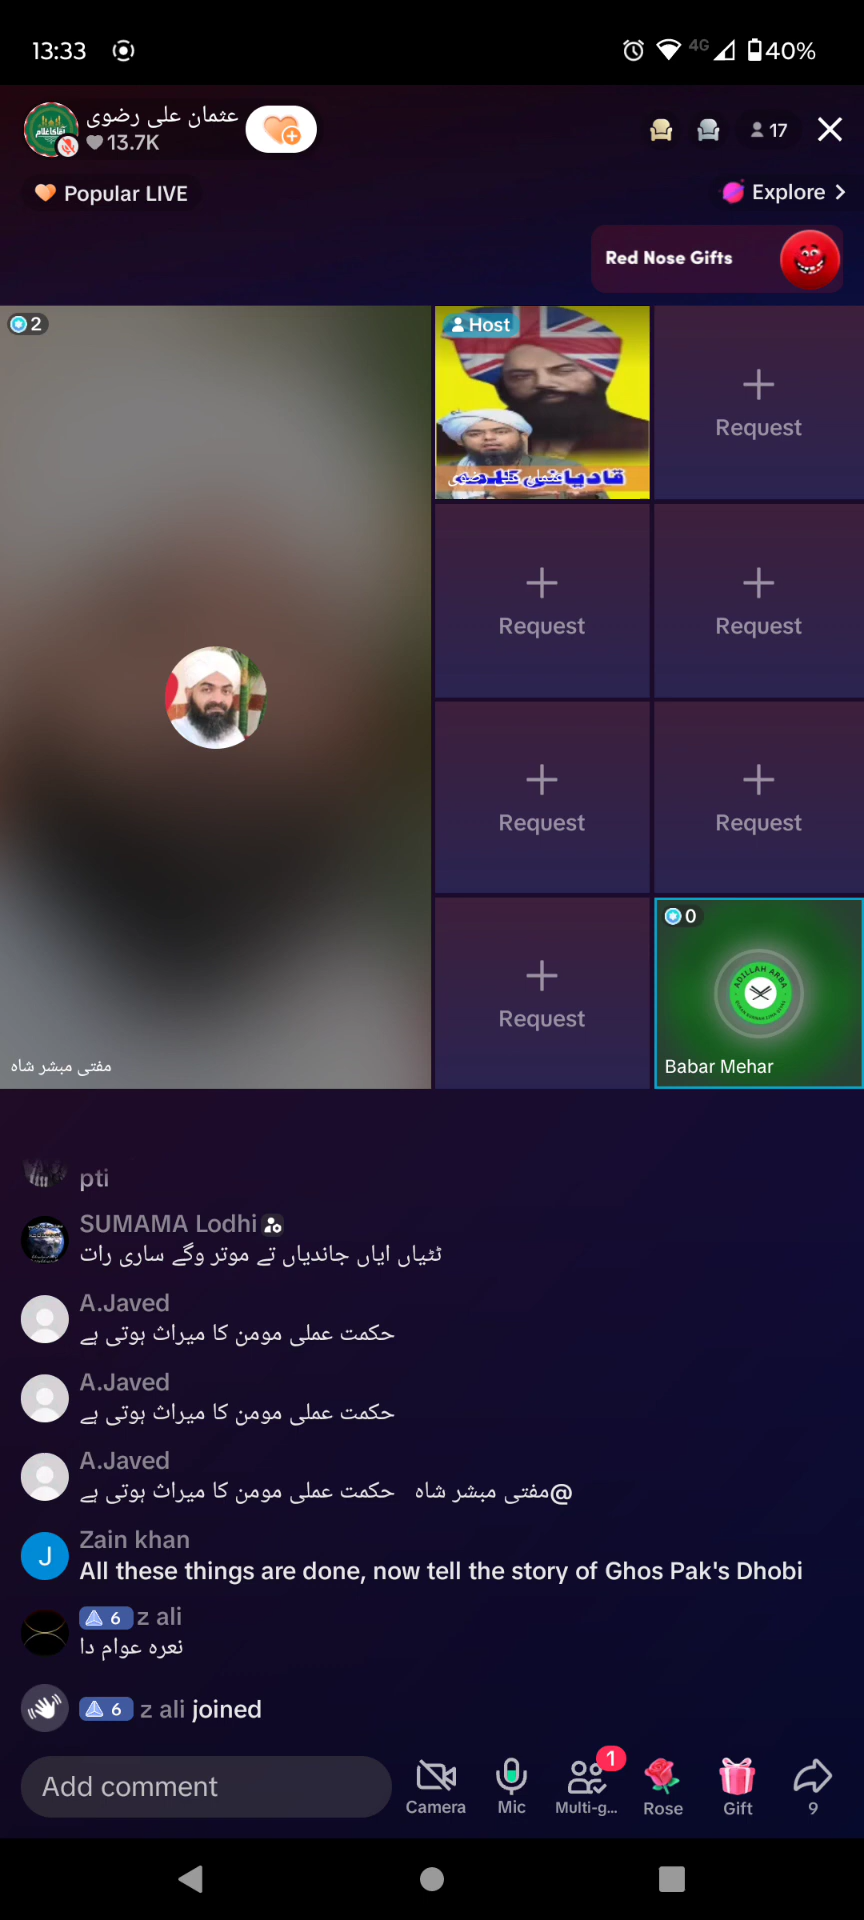 13:33
4G
40%
عثمان علی رضوی
13.7K
17
Popular LIVE
Explore
Red Nose Gifts
2
Host
Request
Request
Request
Request
Request
Request
0
ADILLAH ARBA
مفتی مبشر شاہ
Babar Mehar
pti
SUMAMA Lodhi
ٹٹیاں ایاں جاندیاں تے موتر وگے ساری رات
A.Javed
حکمت عملی مومن کا میراث ہوتی ہے
A.Javed
حکمت عملی مومن کا میراث ہوتی ہے
A.Javed
@مفتی مبشر شاہ حکمت عملی مومن کا میراث ہوتی ہے
J
Zain khan
All these things are done, now tell the story of Ghos Pak's Dhobi
6 z ali
نعرہ عوام دا
6 z ali joined
Add comment
1
Camera
Mic
Multi-g...
Rose
Gift
9